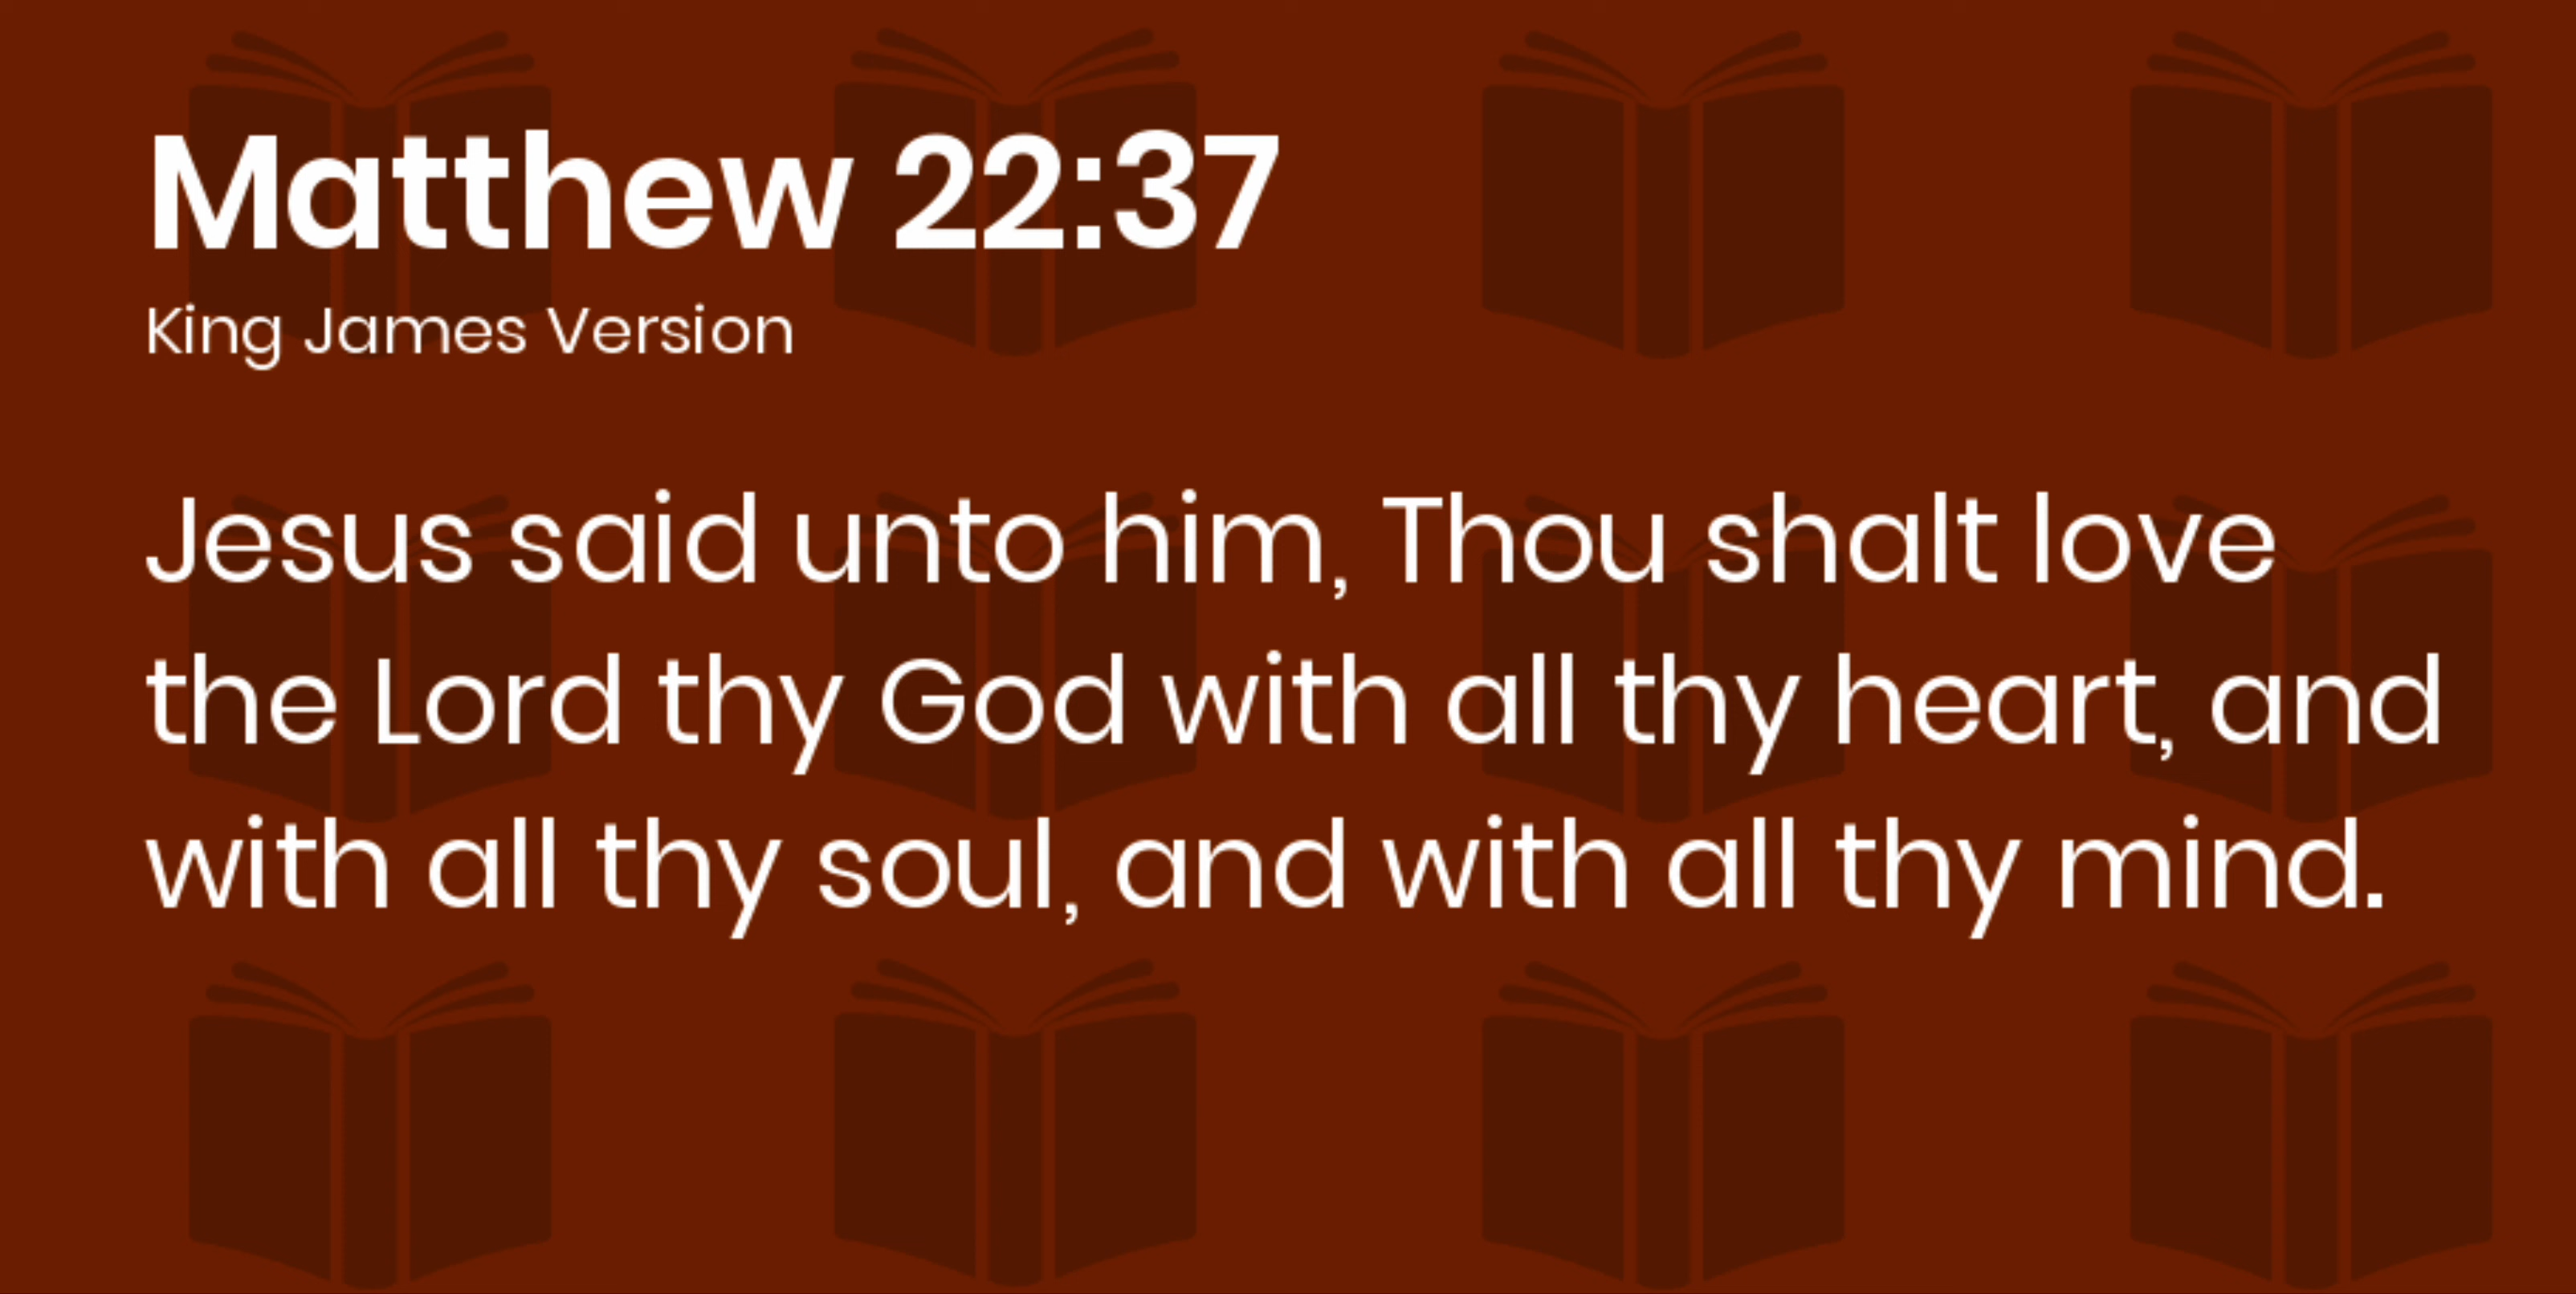 Matthew 22:37
King James Version
Jesus said unto him, Thou shalt love
the Lord thy God with all thy heart, and
with all thy soul, and with all thy mind.